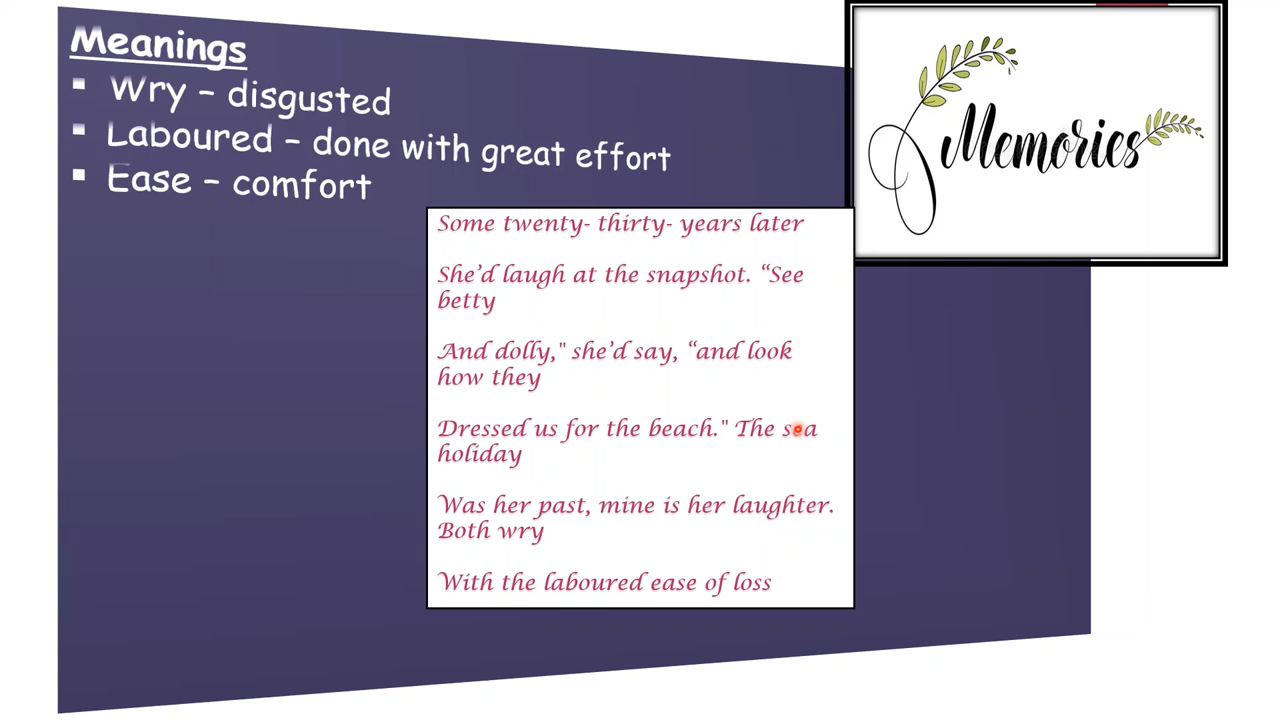 Meanings
▪ Wry – disgusted
▪ Laboured – done with great effort
▪ Ease – comfort
Memories
Some twenty- thirty- years later
She'd laugh at the snapshot. “See
betty
And dolly," she'd say, “and look
how they
Dressed us for the beach." The sea
holiday
Was her past, mine is her laughter.
Both wry
With the laboured ease of loss